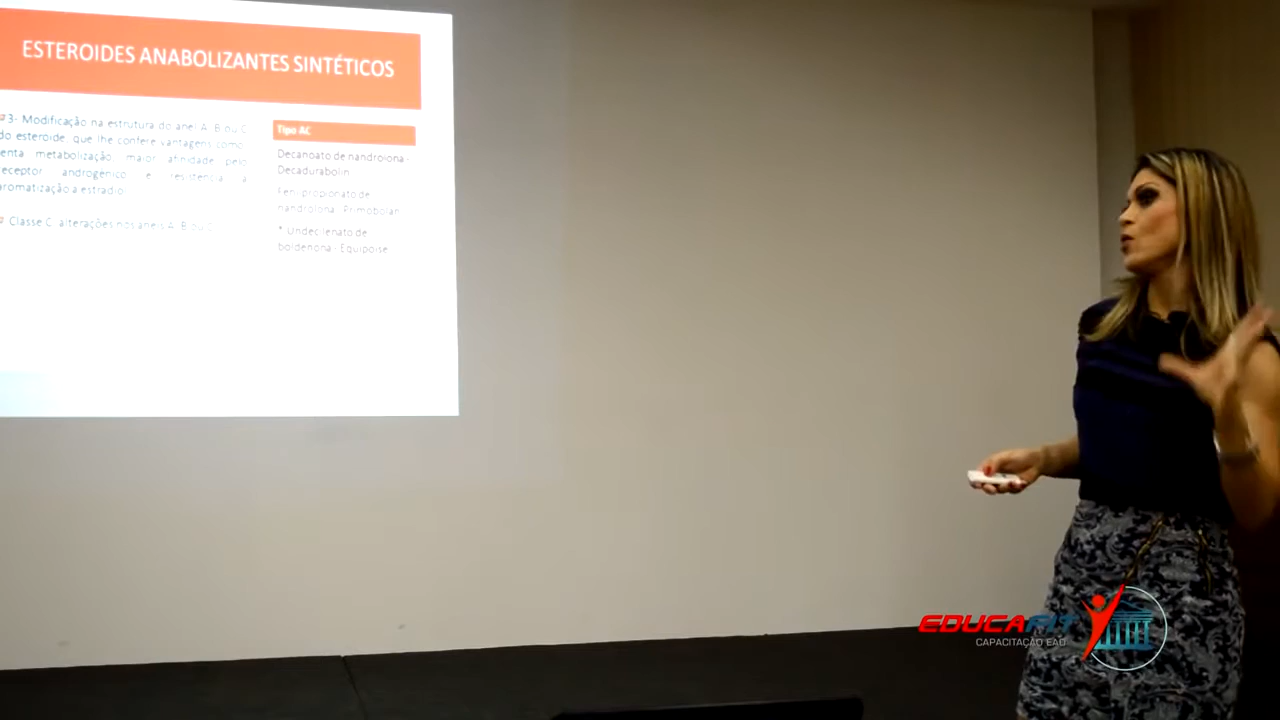 ESTEROIDES ANABOLIZANTES SINTÉTICOS
3- Modificação na estrutura do anel A, B ou C
do esteroide, que lhe confere vantagens como:
lenta metabolização, maior afinidade pelo
receptor androgênico e resistência a
aromatização a estradiol
Classe C: alterações nos aneis A, B ou C
Tipo AC
Decanoato de nandrolona -
Decadurabolin
Fenilpropionato de
nandrolona - Primobolan
* Undecilenato de
boldenona - Equipoise
EDUCAFIT
CAPACITAÇÃO EAD